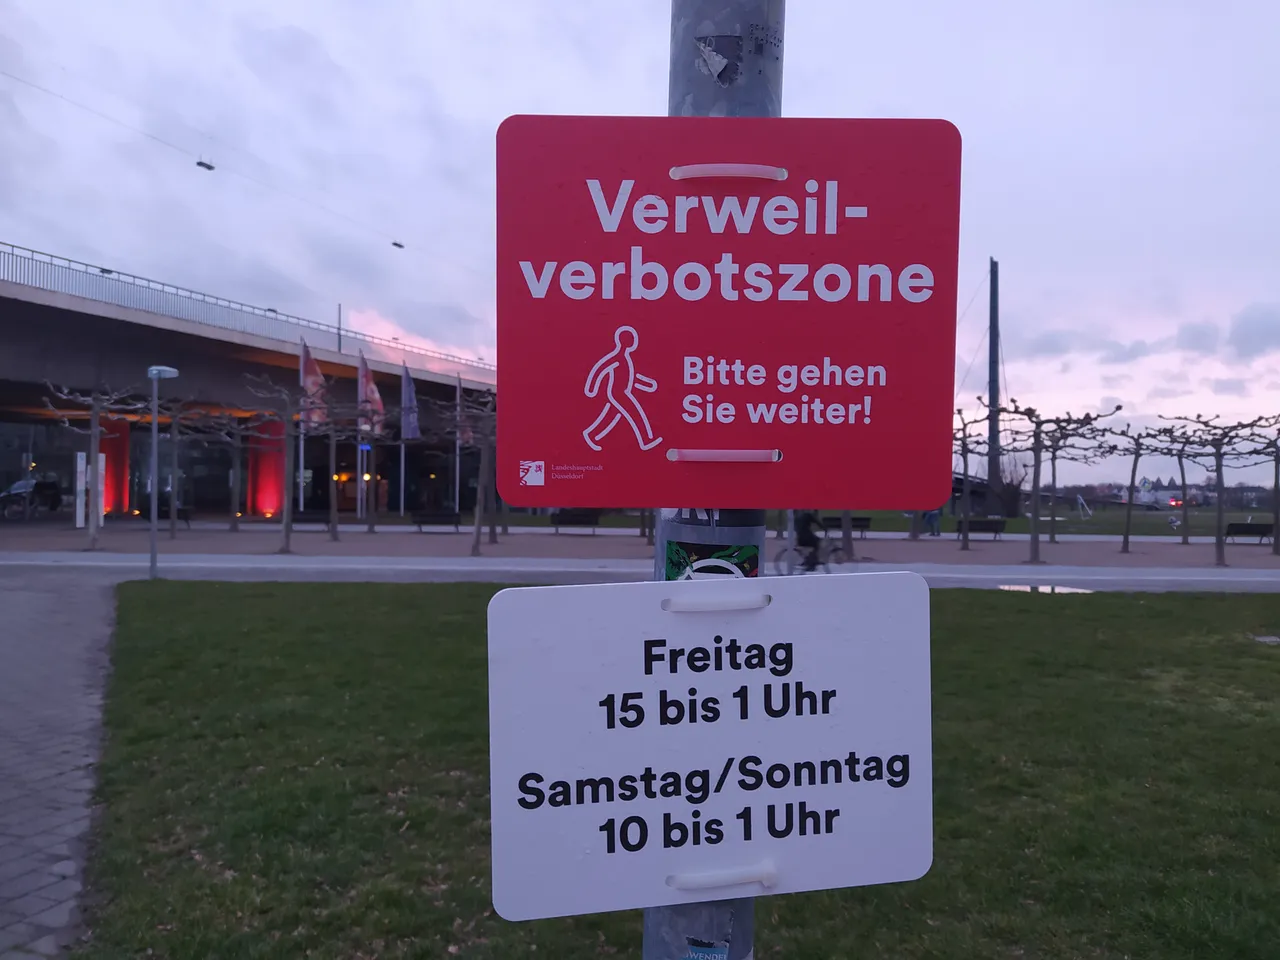 Verweil-
verbotszone
Bitte gehen
Sie weiter!
Landeshauptstadt
Düsseldorf
Freitag
15 bis 1 Uhr
Samstag/Sonntag
10 bis 1 Uhr